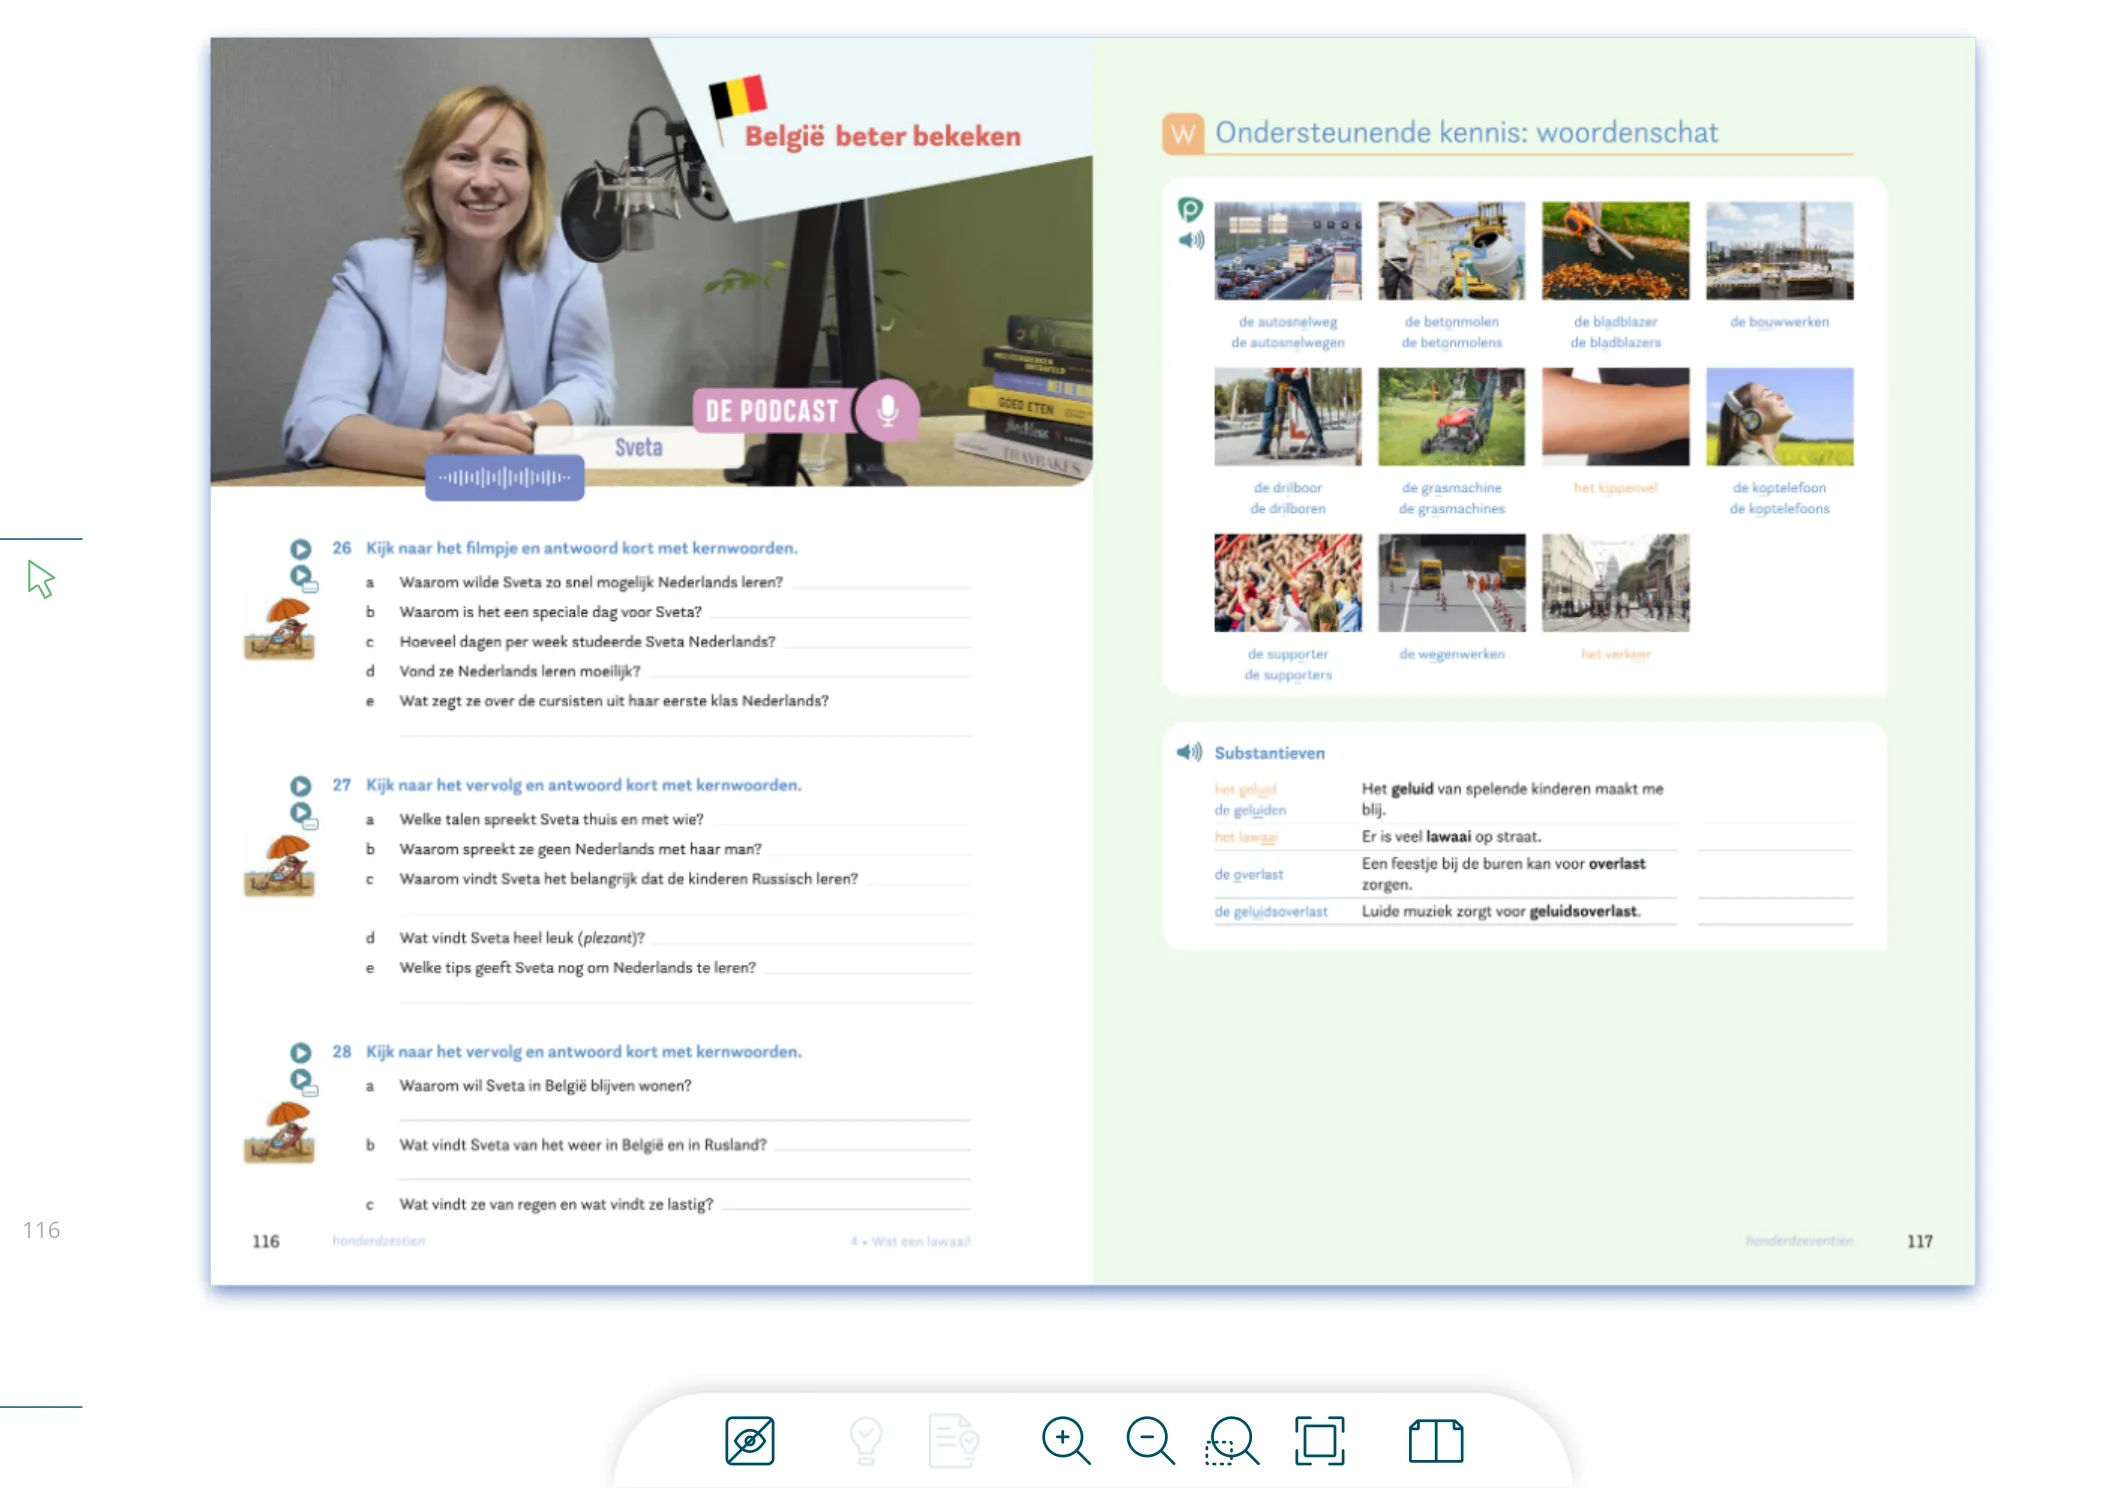 België beter bekeken
DE PODCAST
Sveta
GOED ETEN
TRAYBAKES
26 Kijk naar het filmpje en antwoord kort met kernwoorden.
a Waarom wilde Sveta zo snel mogelijk Nederlands leren?
b Waarom is het een speciale dag voor Sveta?
c Hoeveel dagen per week studeerde Sveta Nederlands?
d Vond ze Nederlands leren moeilijk?
e Wat zegt ze over de cursisten uit haar eerste klas Nederlands?
27 Kijk naar het vervolg en antwoord kort met kernwoorden.
a Welke talen spreekt Sveta thuis en met wie?
b Waarom spreekt ze geen Nederlands met haar man?
c Waarom vindt Sveta het belangrijk dat de kinderen Russisch leren?
d Wat vindt Sveta heel leuk (plezant)?
e Welke tips geeft Sveta nog om Nederlands te leren?
28 Kijk naar het vervolg en antwoord kort met kernwoorden.
a Waarom wil Sveta in België blijven wonen?
b Wat vindt Sveta van het weer in België en in Rusland?
c Wat vindt ze van regen en wat vindt ze lastig?
116 honderdzestien 4 • Wat een lawaai!
W Ondersteunende kennis: woordenschat
de autosnelweg
de autosnelwegen
de betonmolen
de betonmolens
de bladblazer
de bladblazers
de bouwwerken
de drilboor
de drilboren
de grasmachine
de grasmachines
het kippenvel
de koptelefoon
de koptelefoons
de supporter
de supporters
de wegenwerken
het verkeer
Substantieven
het geluid
de geluiden
Het geluid van spelende kinderen maakt me
blij.
het lawaai Er is veel lawaai op straat.
de overlast
Een feestje bij de buren kan voor overlast
zorgen.
de geluidsoverlast Luide muziek zorgt voor geluidsoverlast.
honderdzeventien 117
116